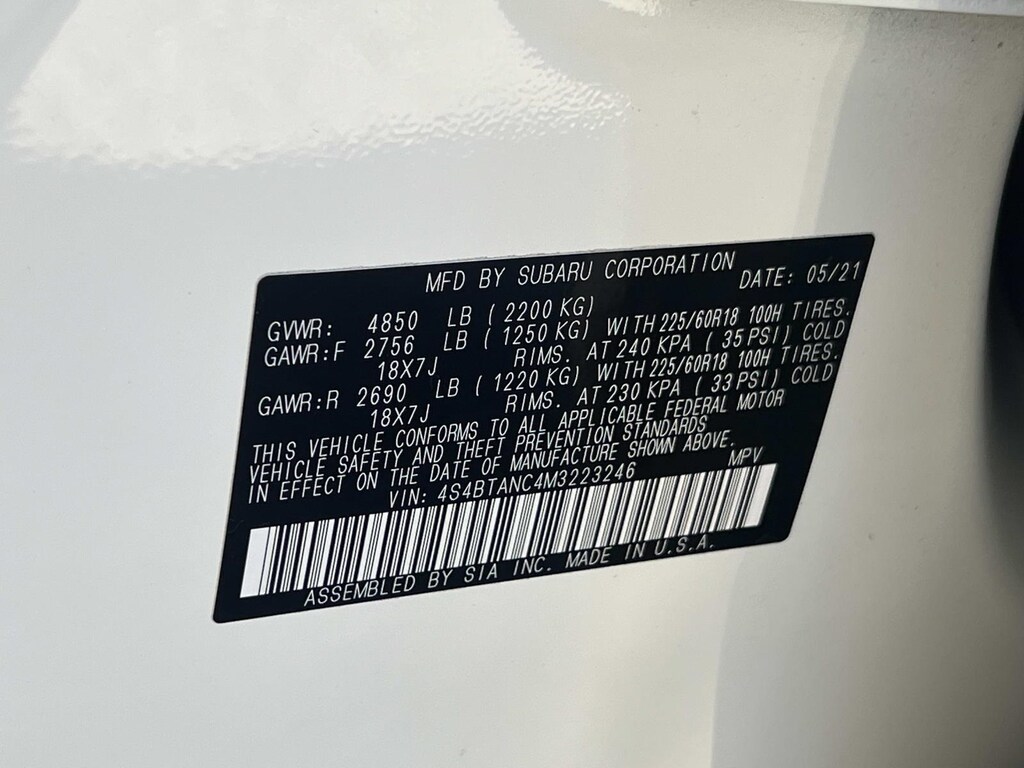 MFD BY SUBARU CORPORATION DATE: 05/21
GVWR: 4850 LB (2200 KG)
GAWR:F 2756 LB (1250 KG) WITH 225/60R18 100H TIRES.
18X7J RIMS. AT 240 KPA (35 PSI) COLD
GAWR:R 2690 LB (1220 KG) WITH 225/60R18 100H TIRES.
18X7J RIMS. AT 230 KPA (33 PSI) COLD
THIS VEHICLE CONFORMS TO ALL APPLICABLE FEDERAL MOTOR
VEHICLE SAFETY AND THEFT PREVENTION STANDARDS
IN EFFECT ON THE DATE OF MANUFACTURE SHOWN ABOVE.
VIN: 4S4BTANC4M3223246 MPV
ASSEMBLED BY SIA INC. MADE IN U.S.A.